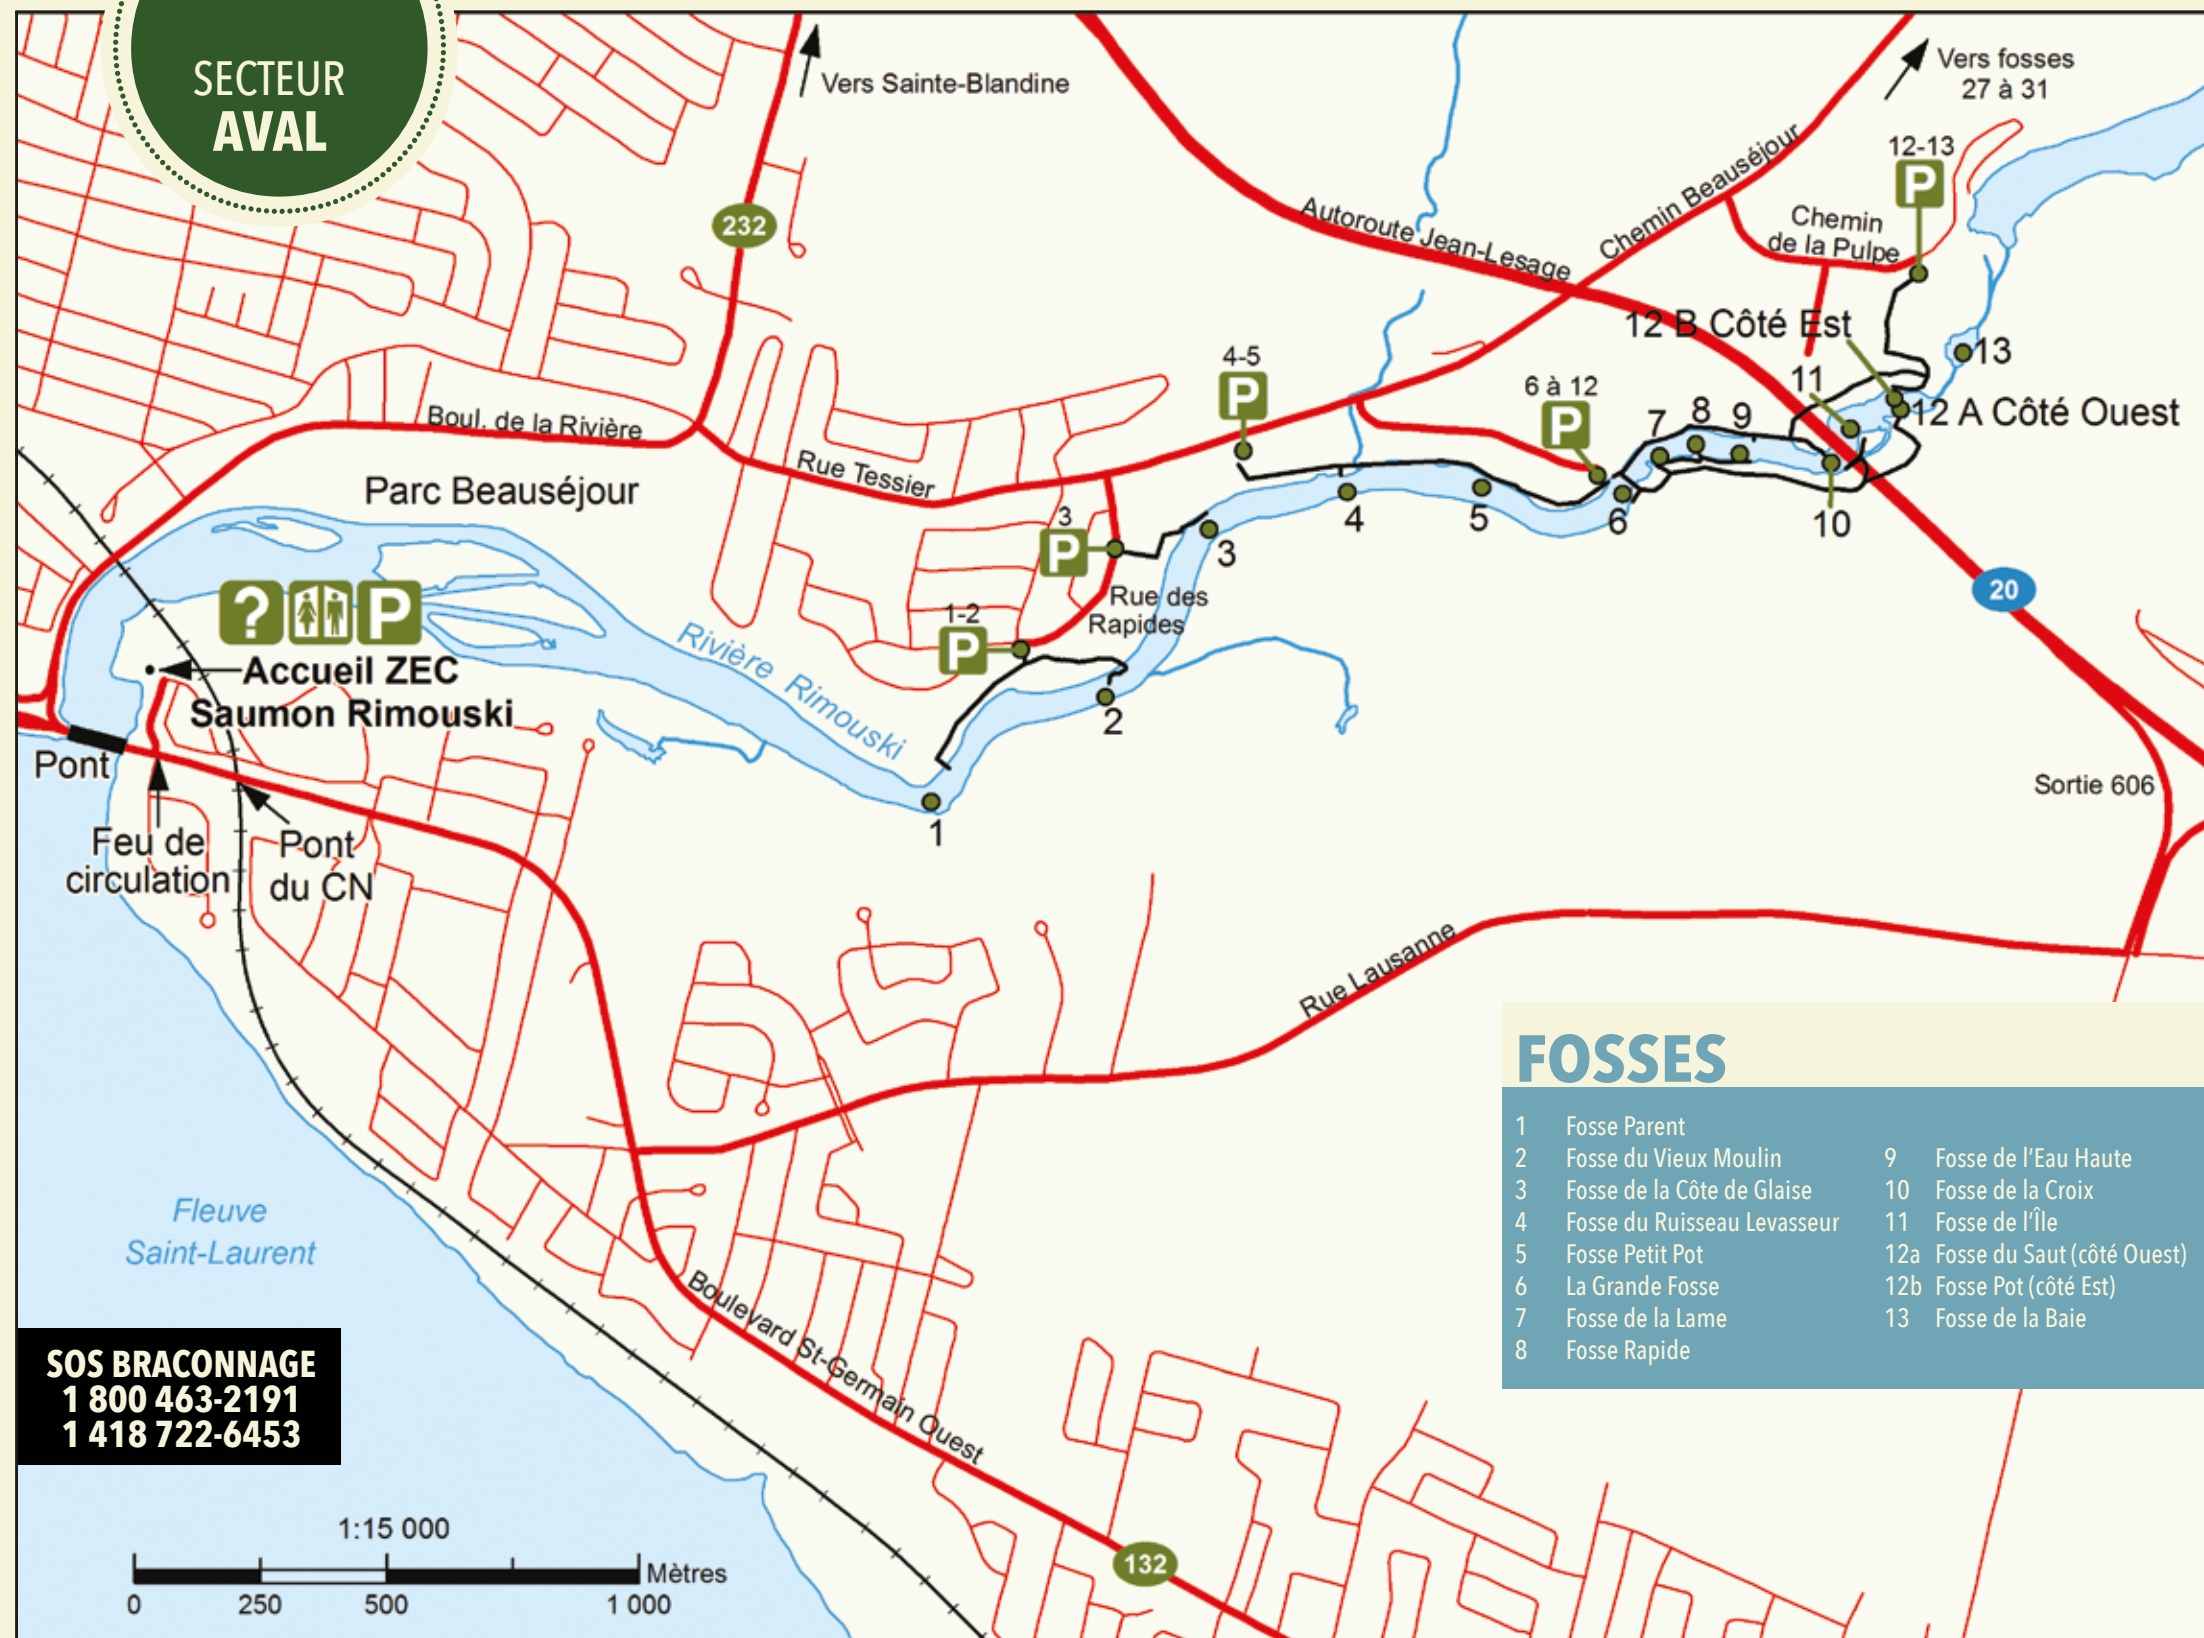 SECTEUR
AVAL
Vers Sainte-Blandine
Vers fosses
27 à 31
232
Autoroute Jean-Lesage
Chemin Beauséjour
Chemin
de la Pulpe
12-13
P
12 B Côté Est
13
11
12 A Côté Ouest
4-5
P
6 à 12
P
7
8
9
10
Boul. de la Rivière
Rue Tessier
Parc Beauséjour
3
P
3
4
5
6
20
Rue des
Rapides
1-2
P
2
1
Rivière Rimouski
? P
Accueil ZEC
Saumon Rimouski
Pont
Feu de
circulation
Pont
du CN
Sortie 606
Rue Lausanne
Fleuve
Saint-Laurent
Boulevard St-Germain Ouest
132
SOS BRACONNAGE
1 800 463-2191
1 418 722-6453
1:15 000
Mètres
0 250 500 1 000
FOSSES
1 Fosse Parent
2 Fosse du Vieux Moulin
3 Fosse de la Côte de Glaise
4 Fosse du Ruisseau Levasseur
5 Fosse Petit Pot
6 La Grande Fosse
7 Fosse de la Lame
8 Fosse Rapide
9 Fosse de l'Eau Haute
10 Fosse de la Croix
11 Fosse de l'Île
12a Fosse du Saut (côté Ouest)
12b Fosse Pot (côté Est)
13 Fosse de la Baie